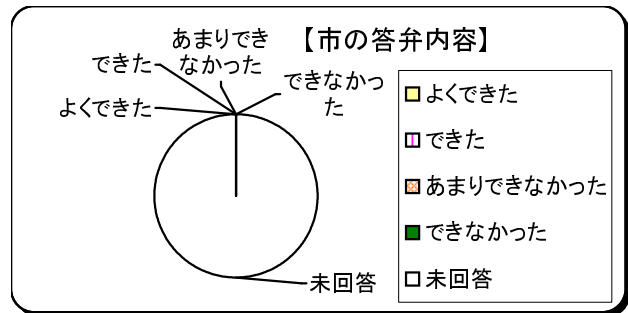 【市の答弁内容】
あまりでき
なかった
できた
できなかっ
た
よくできた
未回答
よくできた
できた
あまりできなかった
できなかった
未回答